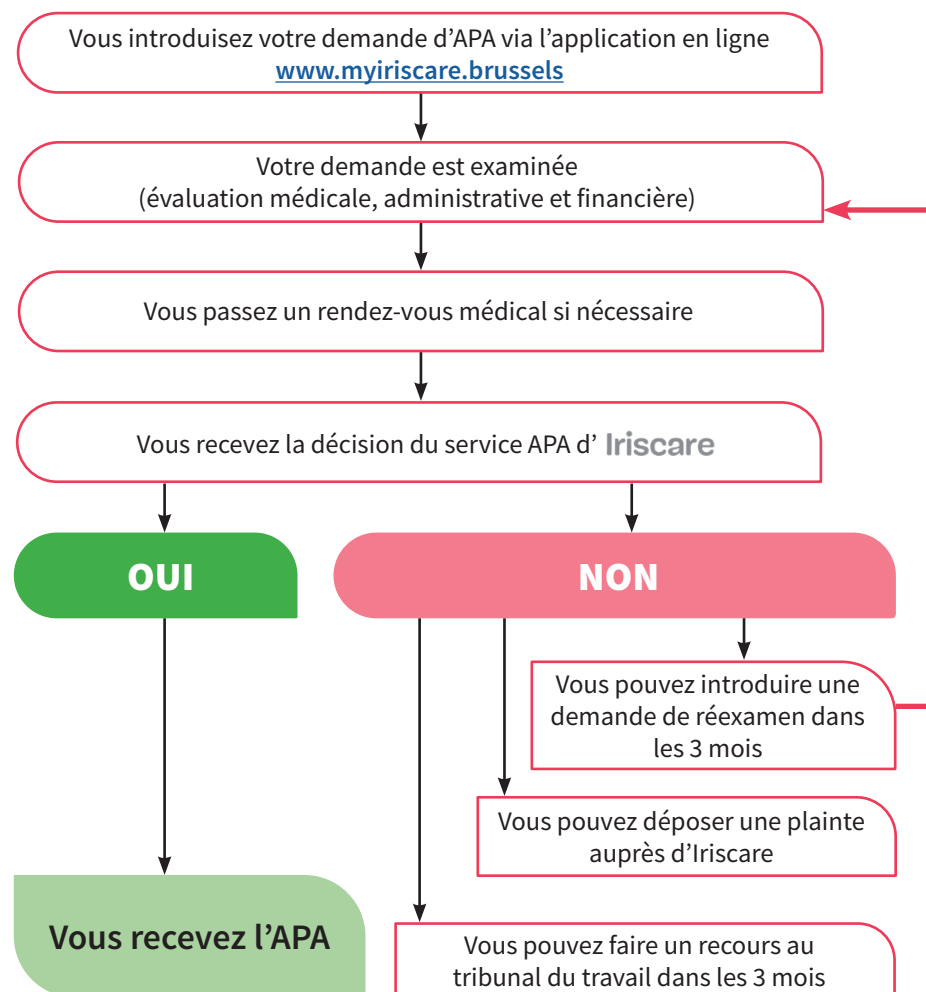 Vous introduisez votre demande d’APA via l’application en ligne
www.myiriscare.brussels
Votre demande est examinée
(évaluation médicale, administrative et financière)
Vous passez un rendez-vous médical si nécessaire
Vous recevez la décision du service APA d’ Iriscare
OUI
NON
Vous pouvez introduire une
demande de réexamen dans
les 3 mois
Vous pouvez déposer une plainte
auprès d’Iriscare
Vous recevez l’APA
Vous pouvez faire un recours au
tribunal du travail dans les 3 mois